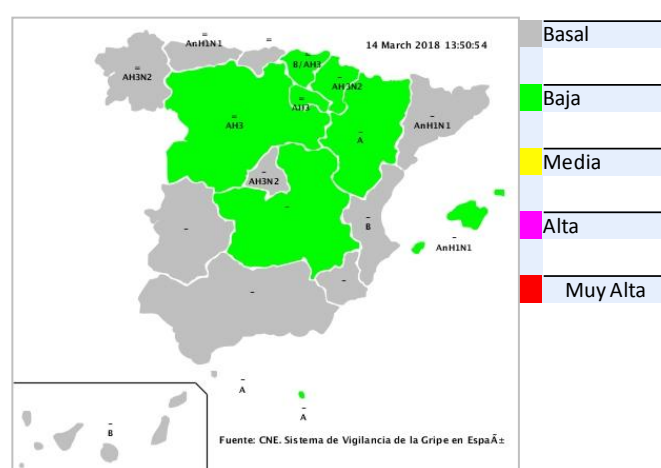 14 March 2018 13:50:54
=
AnH1N1
=
=
AH3N2
B/AH3
–
AH3N2
=
AH3
=
AH3
–
A
–
AnH1N1
–
AH3N2
–
–
–
B
–
AnH1N1
–
–
–
A
–
A
–
B
Fuente: CNE. Sistema de Vigilancia de la Gripe en EspaÃ±
Basal
Baja
Media
Alta
Muy Alta